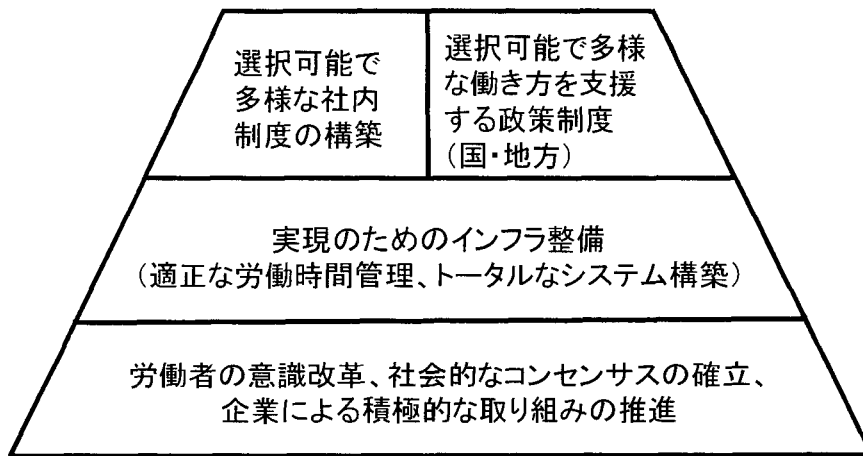 選択可能で
多様な社内
制度の構築
選択可能で多様
な働き方を支援
する政策制度
(国・地方)
実現のためのインフラ整備
(適正な労働時間管理、トータルなシステム構築)
労働者の意識改革、社会的なコンセンサスの確立、
企業による積極的な取り組みの推進